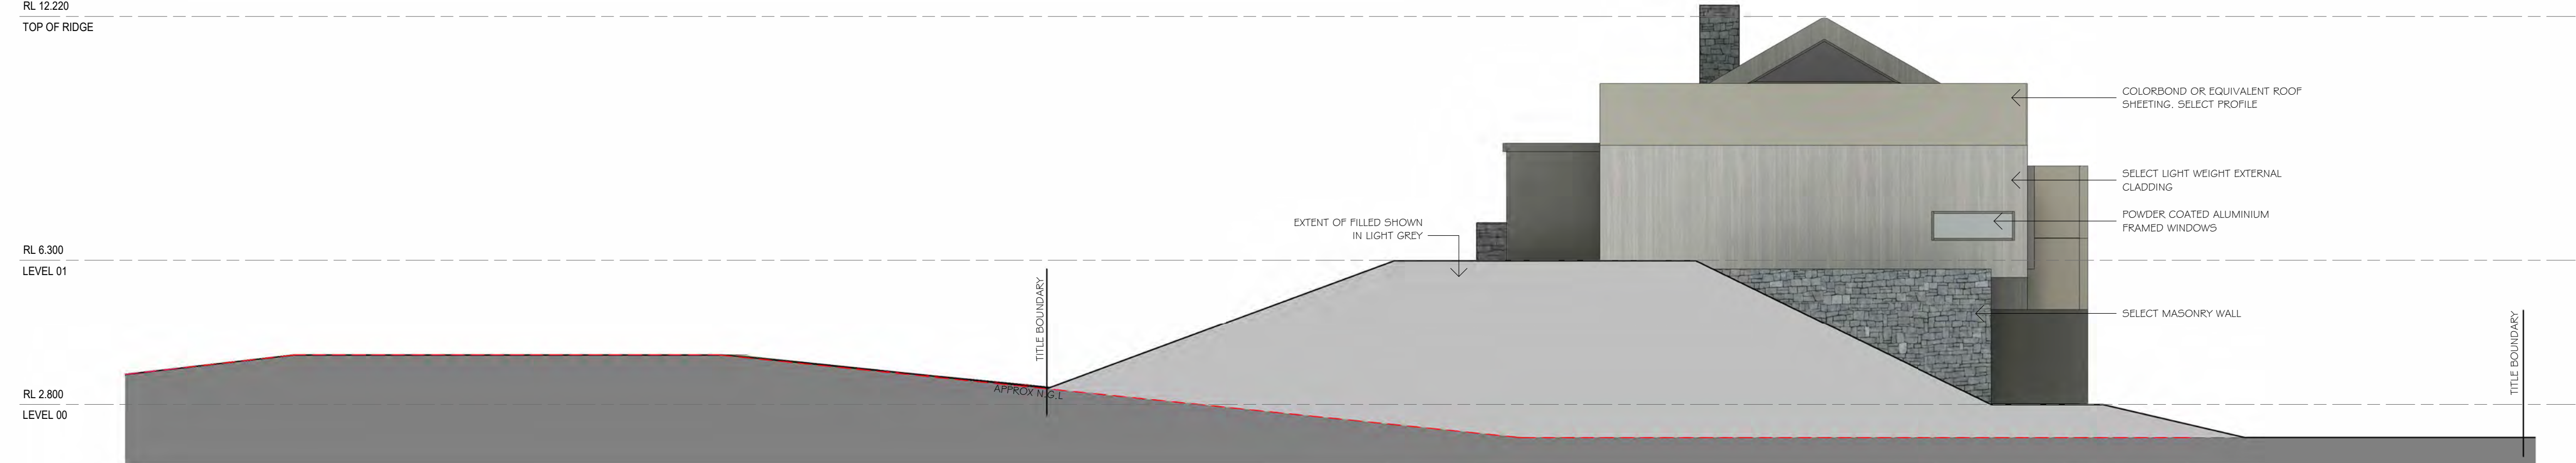 RL 12.220
TOP OF RIDGE
COLORBOND OR EQUIVALENT ROOF
SHEETING. SELECT PROFILE
SELECT LIGHT WEIGHT EXTERNAL
CLADDING
POWDER COATED ALUMINIUM
FRAMED WINDOWS
EXTENT OF FILLED SHOWN
IN LIGHT GREY
RL 6.300
LEVEL 01
TITLE BOUNDARY
SELECT MASONRY WALL
TITLE BOUNDARY
APPROX N.G.L
RL 2.800
LEVEL 00